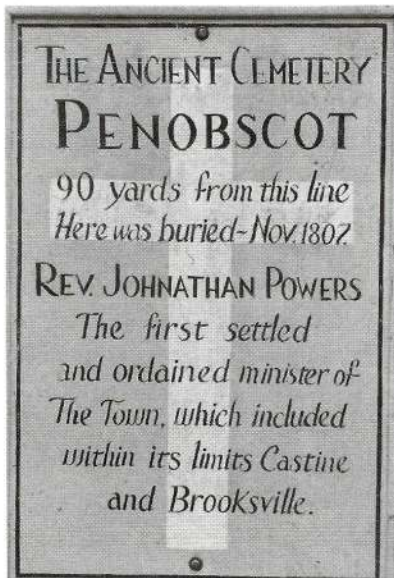 THE ANCIENT CEMETERY
PENOBSCOT
90 yards from this line
Here was buried~Nov. 1807.
REV. JOHNATHAN POWERS
The first settled
and ordained minister of
The Town, which included
within its limits Castine
and Brooksville.